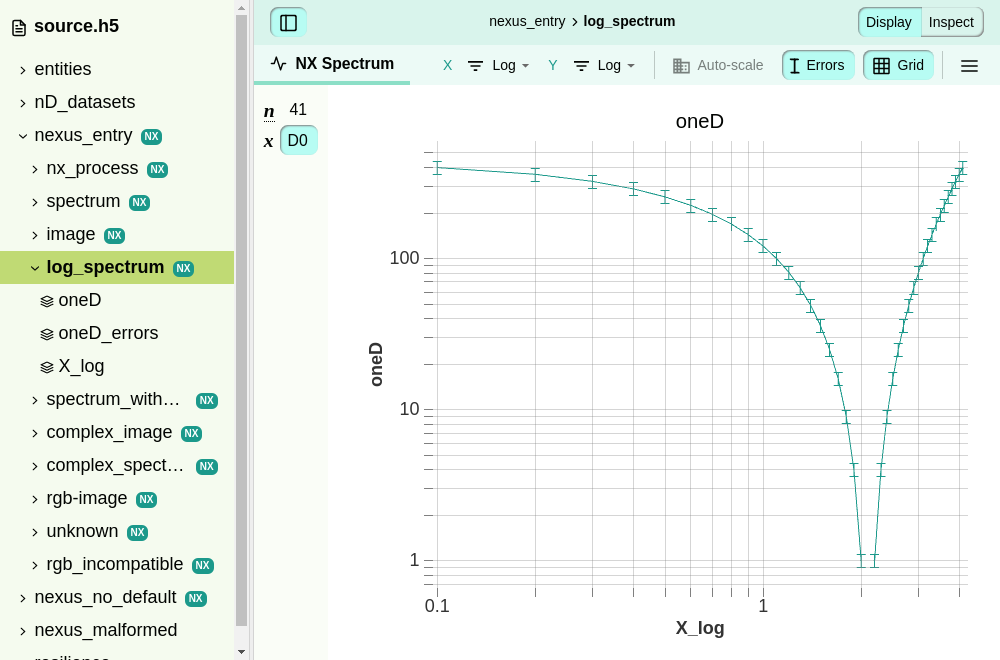 source.h5
entities
nD_datasets
nexus_entry NX
nx_process NX
spectrum NX
image NX
log_spectrum NX
oneD
oneD_errors
X_log
spectrum_with… NX
complex_image NX
complex_spect… NX
rgb-image NX
unknown NX
rgb_incompatible NX
nexus_no_default NX
nexus_malformed
resilience
nexus_entry › log_spectrum
Display Inspect
NX Spectrum X Log Y Log Auto-scale Errors Grid
n 41
x D0
oneD
100
10
1
oneD
0.1 1
X_log